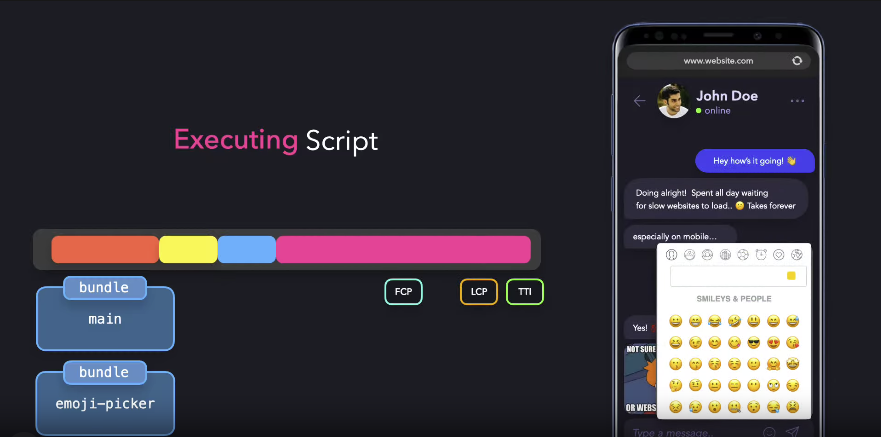 Executing Script
FCP
LCP
TTI
bundle
main
bundle
emoji-picker
www.website.com
John Doe
online
Hey how's it going! 👋
Doing alright! Spent all day waiting
for slow websites to load.. Takes forever
especially on mobile...
SMILEYS & PEOPLE
Yes!
NOT SURE
OR WEBS
Type a message...